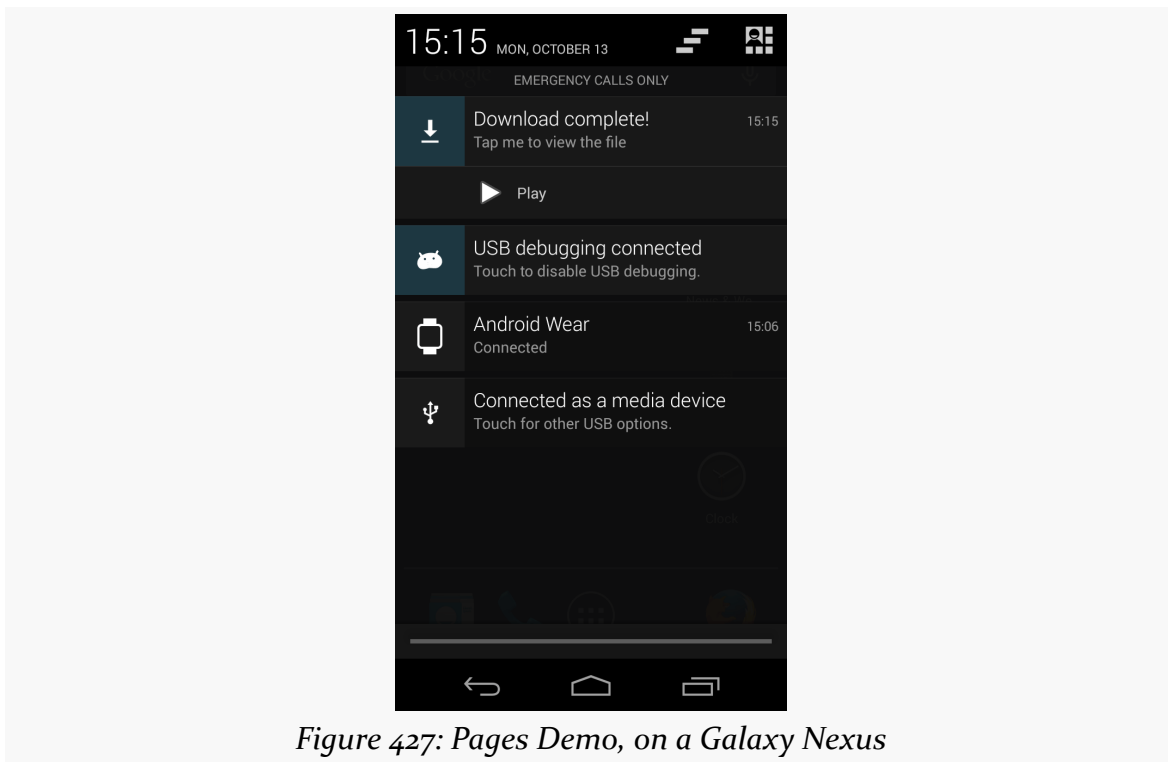 15:15 MON, OCTOBER 13
Google
EMERGENCY CALLS ONLY
Download complete! 15:15
Tap me to view the file
Play
USB debugging connected
Touch to disable USB debugging.
Android Wear 15:06
Connected
Connected as a media device
Touch for other USB options.
Clock
Figure 427: Pages Demo, on a Galaxy Nexus